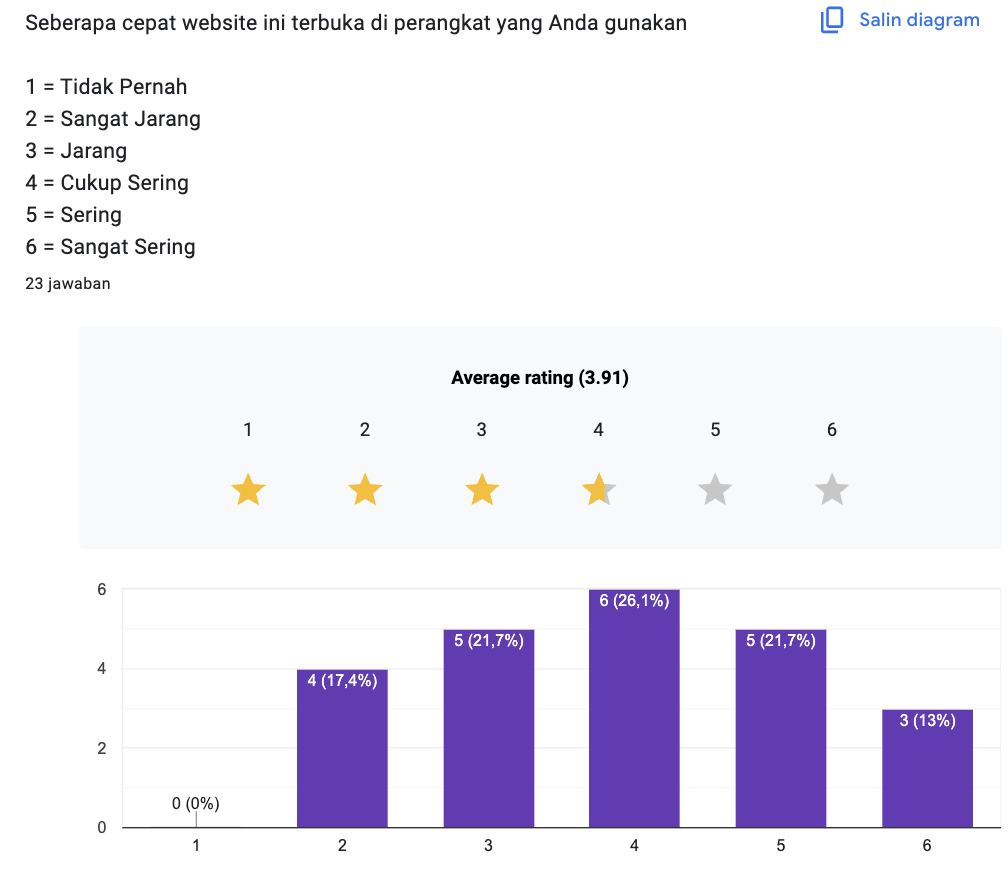 Seberapa cepat website ini terbuka di perangkat yang Anda gunakan
Salin diagram
1 = Tidak Pernah
2 = Sangat Jarang
3 = Jarang
4 = Cukup Sering
5 = Sering
6 = Sangat Sering
23 jawaban
Average rating (3.91)
1 2 3 4 5 6
6
4
2
0
0 (0%)
4 (17,4%)
5 (21,7%)
6 (26,1%)
5 (21,7%)
3 (13%)
1 2 3 4 5 6